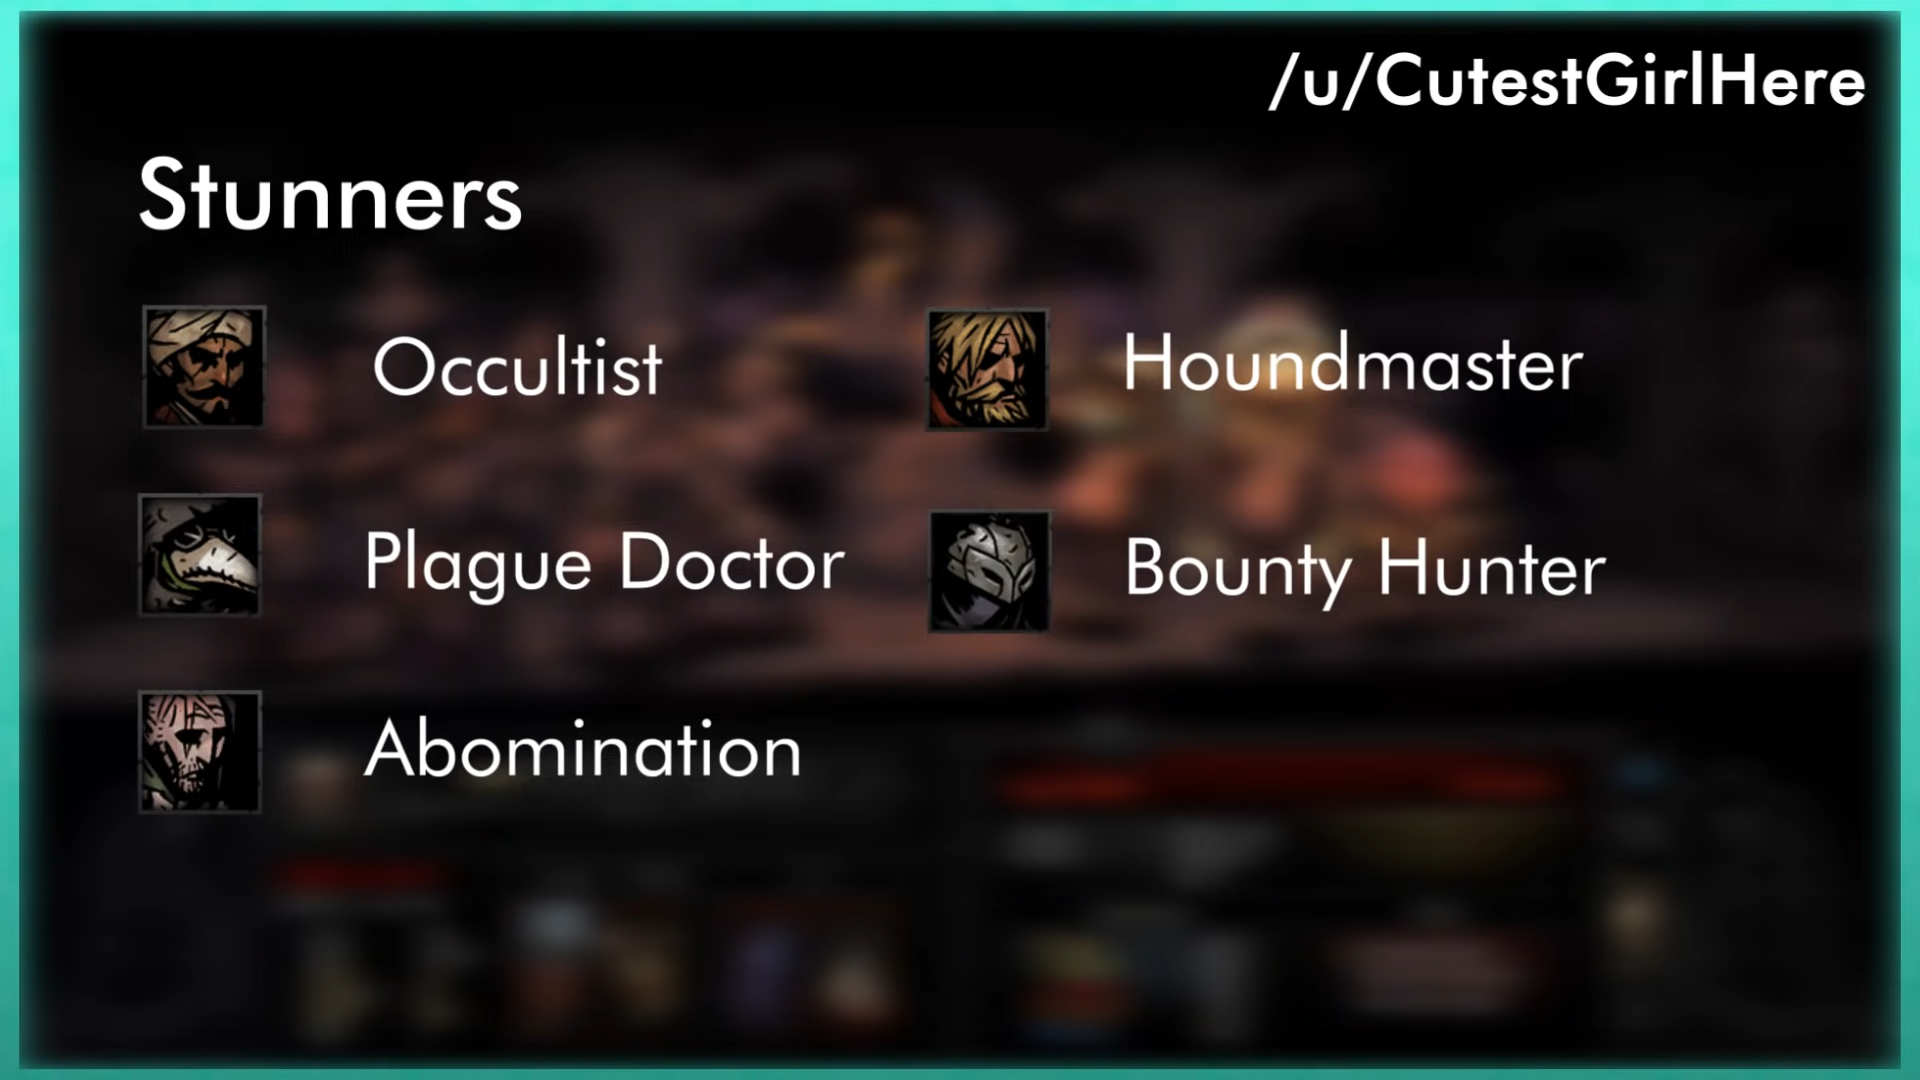 /u/CutestGirlHere
Stunners
Occultist
Houndmaster
Plague Doctor
Bounty Hunter
Abomination